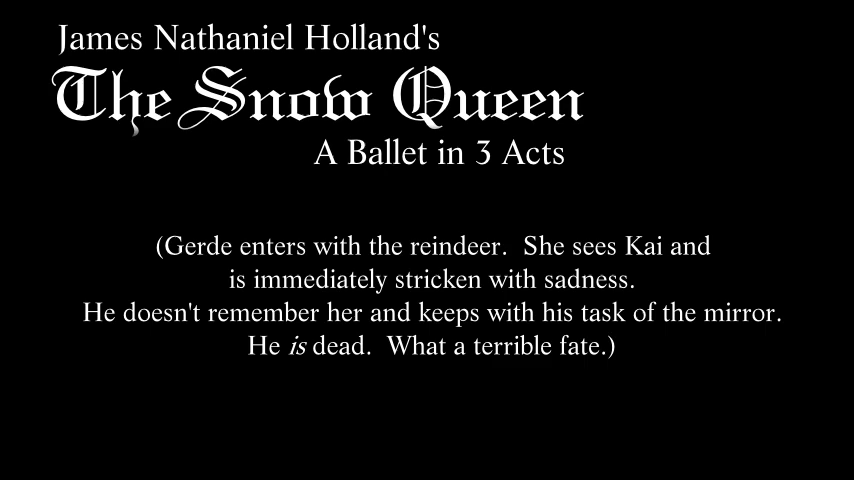 James Nathaniel Holland's
The Snow Queen
A Ballet in 3 Acts
(Gerde enters with the reindeer.  She sees Kai and
is immediately stricken with sadness.
He doesn't remember her and keeps with his task of the mirror.
He is dead.  What a terrible fate.)